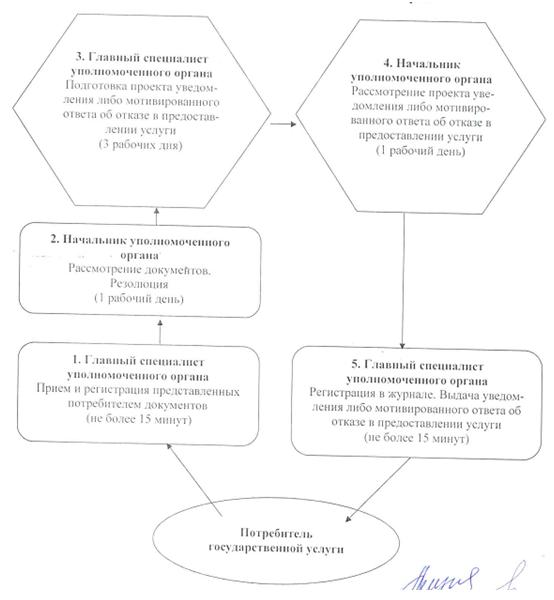 3. Главный специалист
уполномоченного органа
Подготовка проекта уведом-
ления либо мотивированного
ответа об отказе в предостав-
лении услуги
(3 рабочих дня)
4. Начальник
уполномоченного органа
Рассмотрение проекта уве-
домления либо мотивиро-
ванного ответа об отказе в
предоставлении услуги
(1 рабочий день)
2. Начальник уполномоченного
органа
Рассмотрение документов.
Резолюция
(1 рабочий день)
1. Главный специалист
уполномоченного органа
Прием и регистрация представленных
потребителем документов
(не более 15 минут)
5. Главный специалист
уполномоченного органа
Регистрация в журнале. Выдача уведом-
ления либо мотивированного ответа об
отказе в предоставлении услуги
(не более 15 минут)
Потребитель
государственной услуги